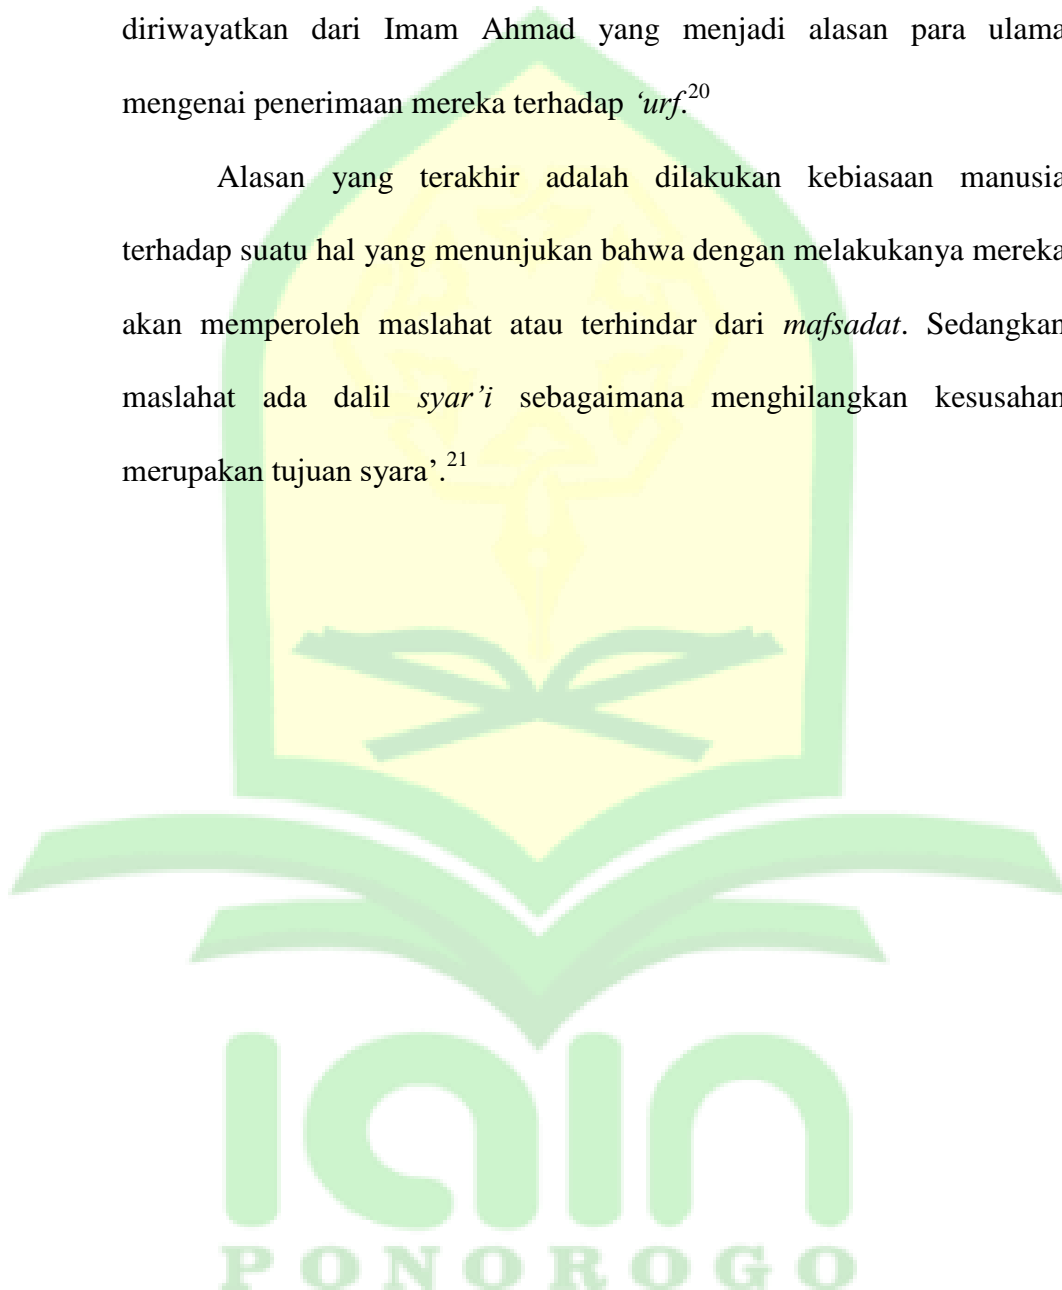 diriwayatkan dari Imam Ahmad yang menjadi alasan para ulama
mengenai penerimaan mereka terhadap ‘urf.20
Alasan yang terakhir adalah dilakukan kebiasaan manusia
terhadap suatu hal yang menunjukan bahwa dengan melakukanya mereka
akan memperoleh maslahat atau terhindar dari mafsadat. Sedangkan
maslahat ada dalil syar’i sebagaimana menghilangkan kesusahan
merupakan tujuan syara’.21
iain
PONOROGO